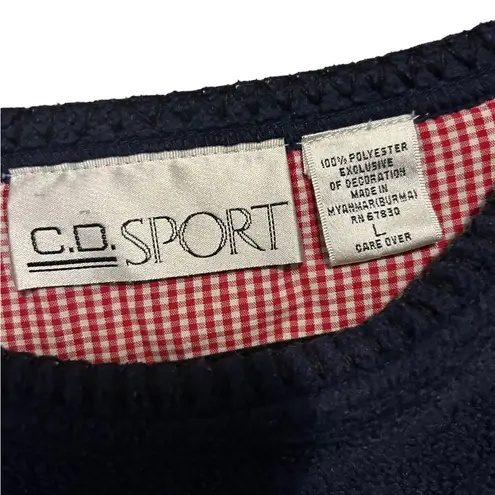 C.D. SPORT
100% POLYESTER
EXCLUSIVE
OF DECORATION
MADE IN
MYANMAR(BURMA)
RN 67830
L
CARE OVER